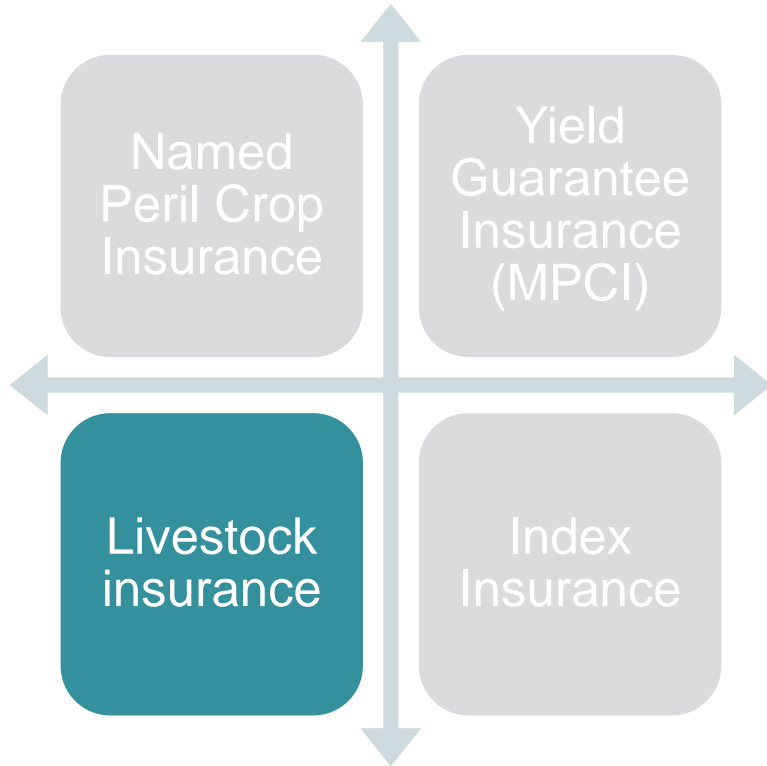 Named
Peril Crop
Insurance
Yield
Guarantee
Insurance
(MPCI)
Livestock
insurance
Index
Insurance